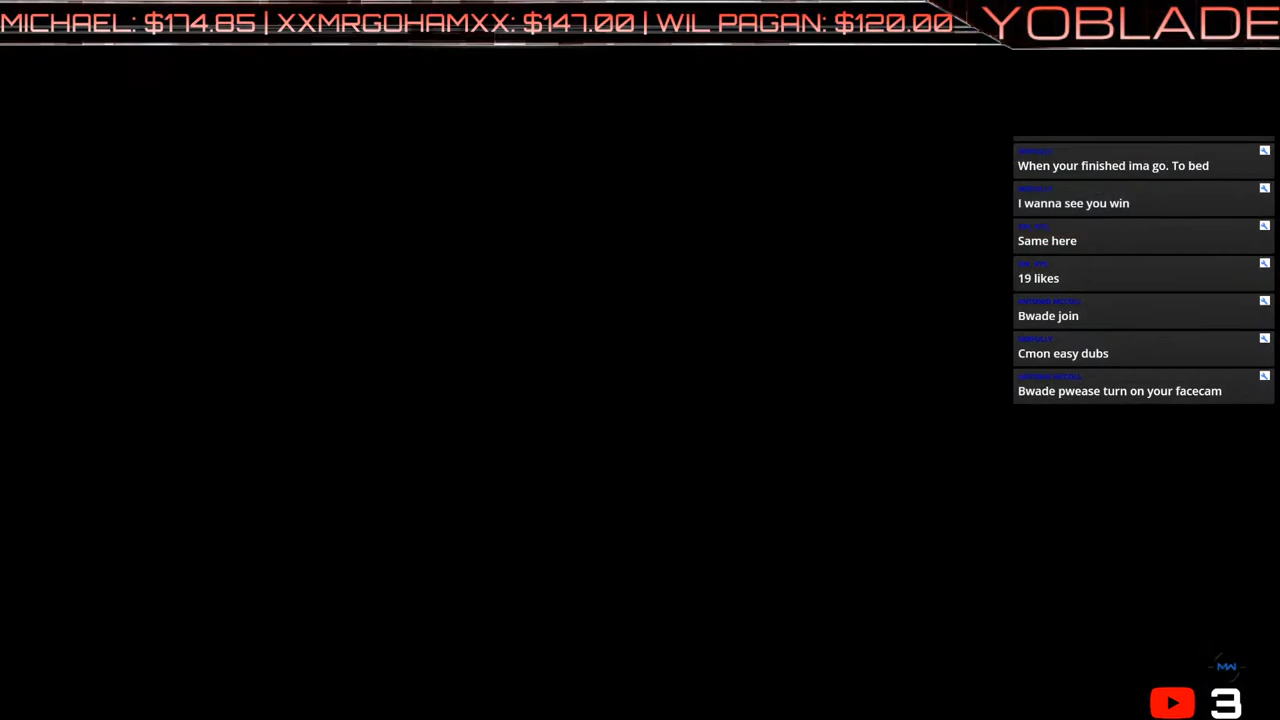 MICHAEL: $174.85 | XXMRGOHAMXX: $147.00 | WIL PAGAN: $120.00
YOBLADE
When your finished ima go. To bed
I wanna see you win
Same here
19 likes
Bwade join
Cmon easy dubs
Bwade pwease turn on your facecam
MW
3